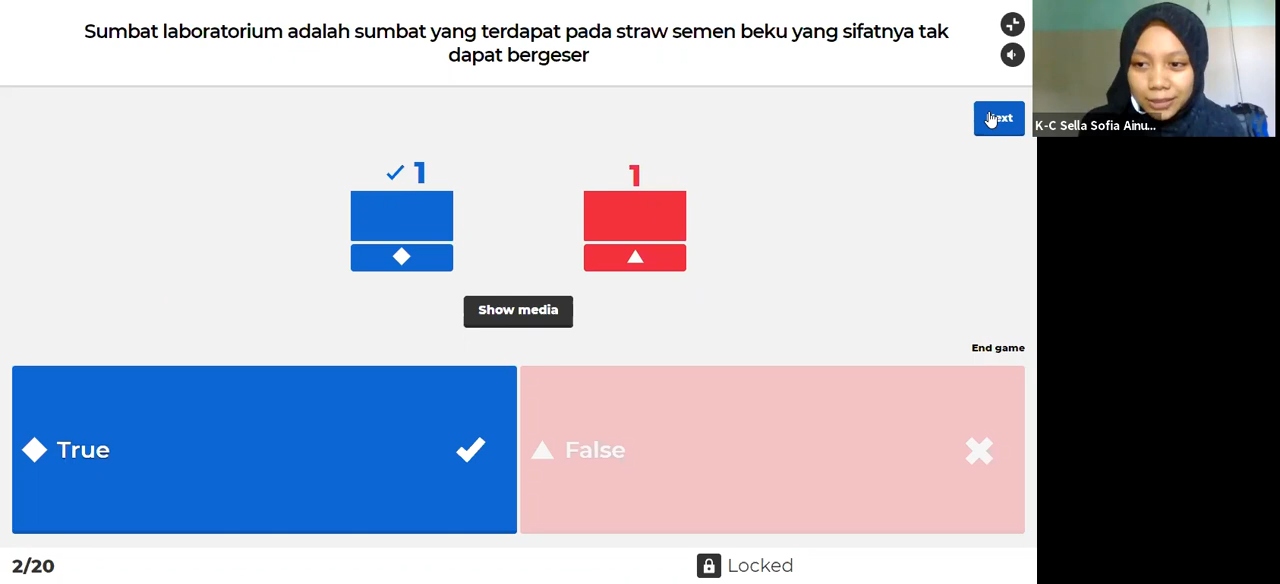 Sumbat laboratorium adalah sumbat yang terdapat pada straw semen beku yang sifatnya tak
dapat bergeser
K-C Sella Sofia Ainu...
1
1
Show media
End game
True
False
2/20
Locked